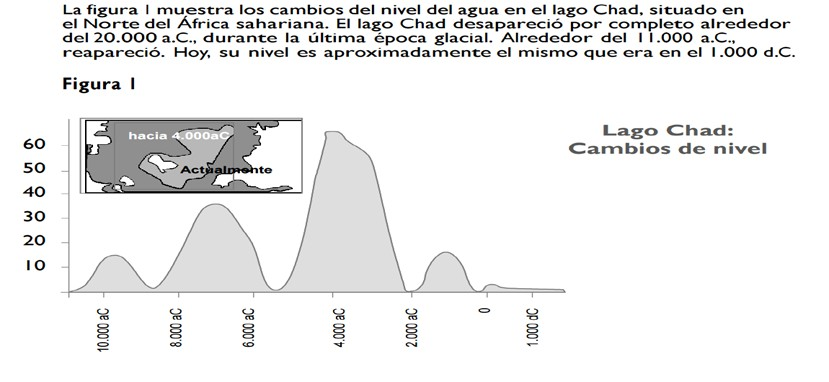 La figura 1 muestra los cambios del nivel del agua en el lago Chad, situado en
el Norte del África sahariana. El lago Chad desapareció por completo alrededor
del 20.000 a.C., durante la última época glacial. Alrededor del 11.000 a.C.,
reapareció. Hoy, su nivel es aproximadamente el mismo que era en el 1.000 d.C.
Figura 1
Lago Chad:
Cambios de nivel
hacia 4.000aC
Actualmente
60
50
40
30
20
10
10.000 aC
8.000 aC
6.000 aC
4.000 aC
2.000 aC
0
1.000 dC